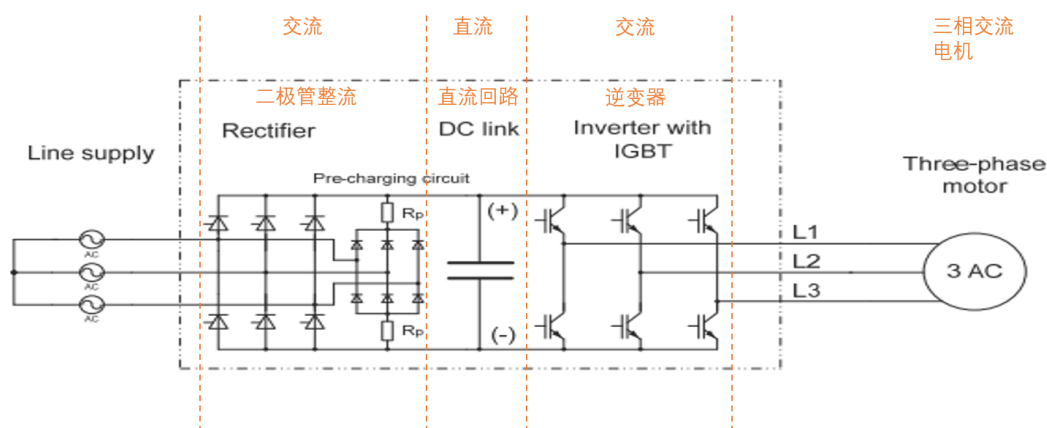 交流
直流
交流
三相交流
电机
二极管整流
直流回路
逆变器
Rectifier
DC link
Inverter with
IGBT
Line supply
Three-phase
motor
Pre-charging circuit
Rp
(+)
AC
L1
AC
L2
3 AC
AC
L3
Rp
(-)